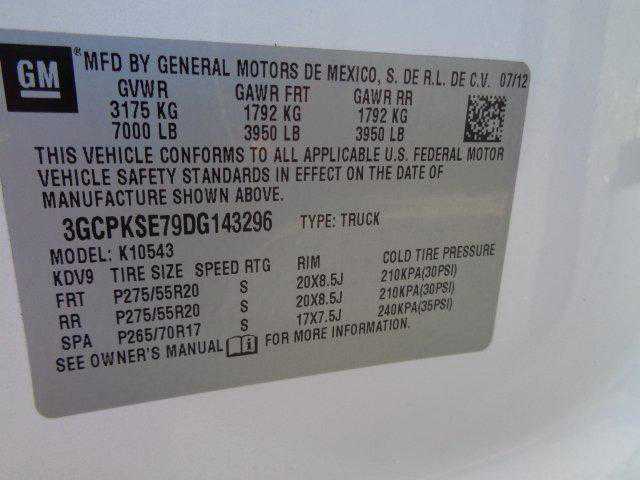 GM ® MFD BY GENERAL MOTORS DE MEXICO, S. DE R.L. DE C.V. 07/12
GVWR GAWR FRT GAWR RR
3175 KG 1792 KG 1792 KG
7000 LB 3950 LB 3950 LB
THIS VEHICLE CONFORMS TO ALL APPLICABLE U.S. FEDERAL MOTOR
VEHICLE SAFETY STANDARDS IN EFFECT ON THE DATE OF
MANUFACTURE SHOWN ABOVE.
3GCPKSE79DG143296 TYPE: TRUCK
MODEL: K10543
KDV9 TIRE SIZE SPEED RTG RIM COLD TIRE PRESSURE
FRT P275/55R20 S 20X8.5J 210KPA(30PSI)
RR P275/55R20 S 20X8.5J 210KPA(30PSI)
SPA P265/70R17 S 17X7.5J 240KPA(35PSI)
SEE OWNER'S MANUAL FOR MORE INFORMATION.